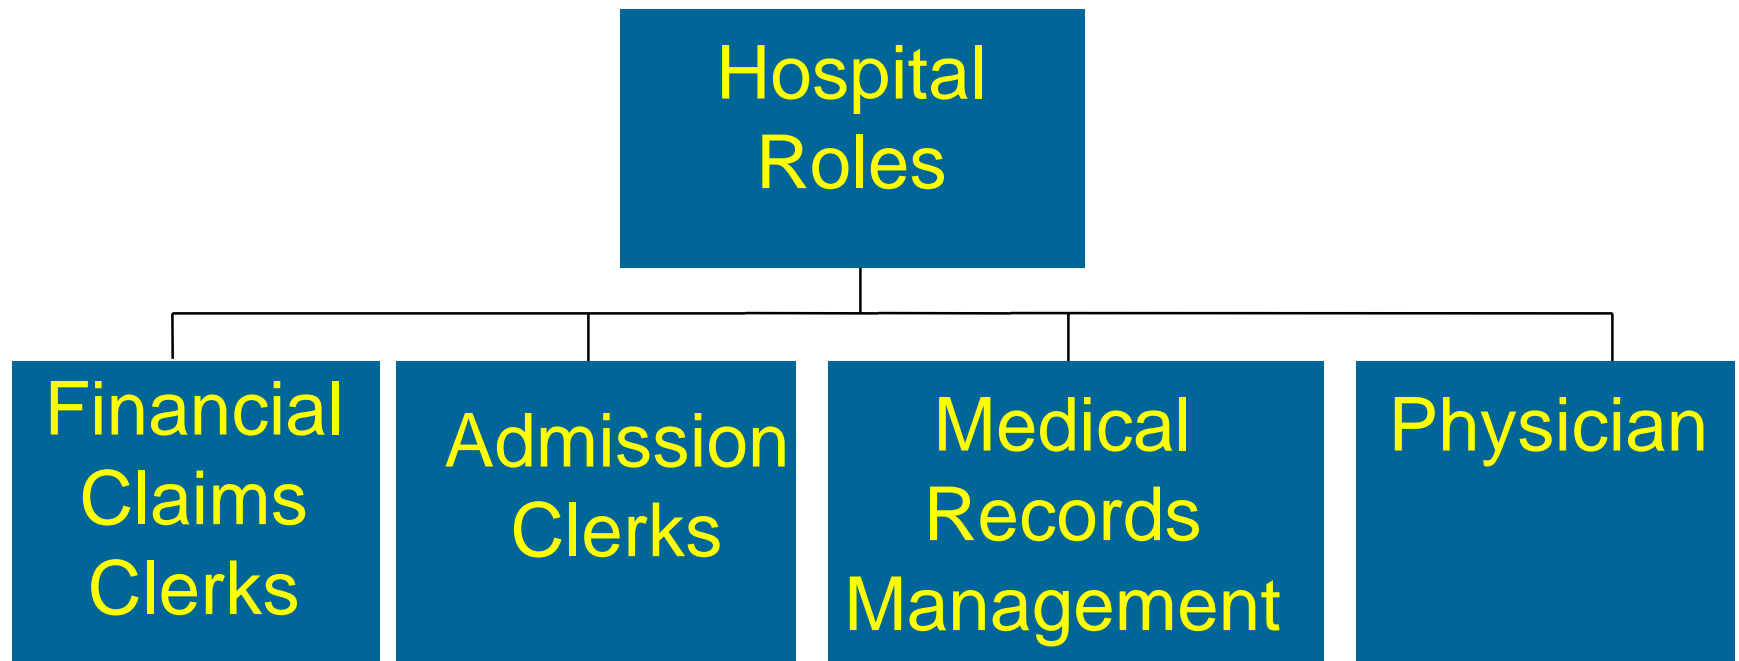 Hospital
Roles
Financial
Claims
Clerks
Admission
Clerks
Medical
Records
Management
Physician